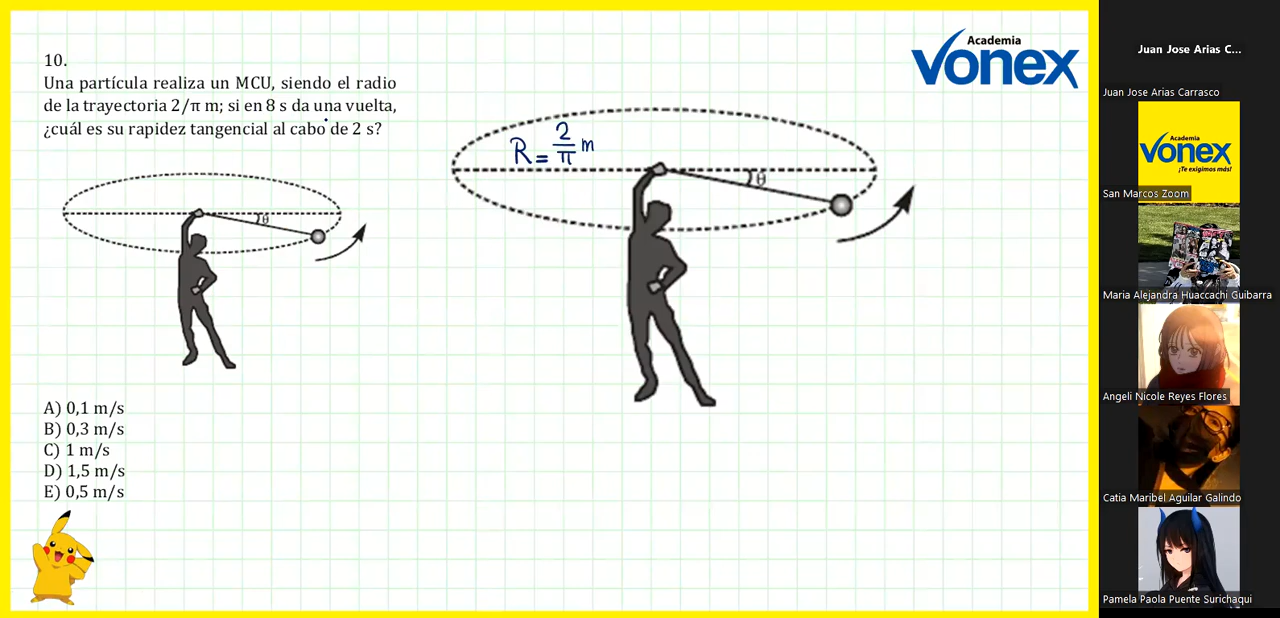 10.
Una partícula realiza un MCU, siendo el radio
de la trayectoria 2/π m; si en 8 s da una vuelta,
¿cuál es su rapidez tangencial al cabo de 2 s?
θ
A) 0,1 m/s
B) 0,3 m/s
C) 1 m/s
D) 1,5 m/s
E) 0,5 m/s
R = 2/π m
θ
Academia
Vonex
Juan Jose Arias C...
Juan Jose Arias Carrasco
Academia
Vonex
¡Te exigimos más!
San Marcos Zoom
Maria Alejandra Huaccachi Guibarra
Angeli Nicole Reyes Flores
Catia Maribel Aguilar Galindo
Pamela Paola Puente Surichaqui